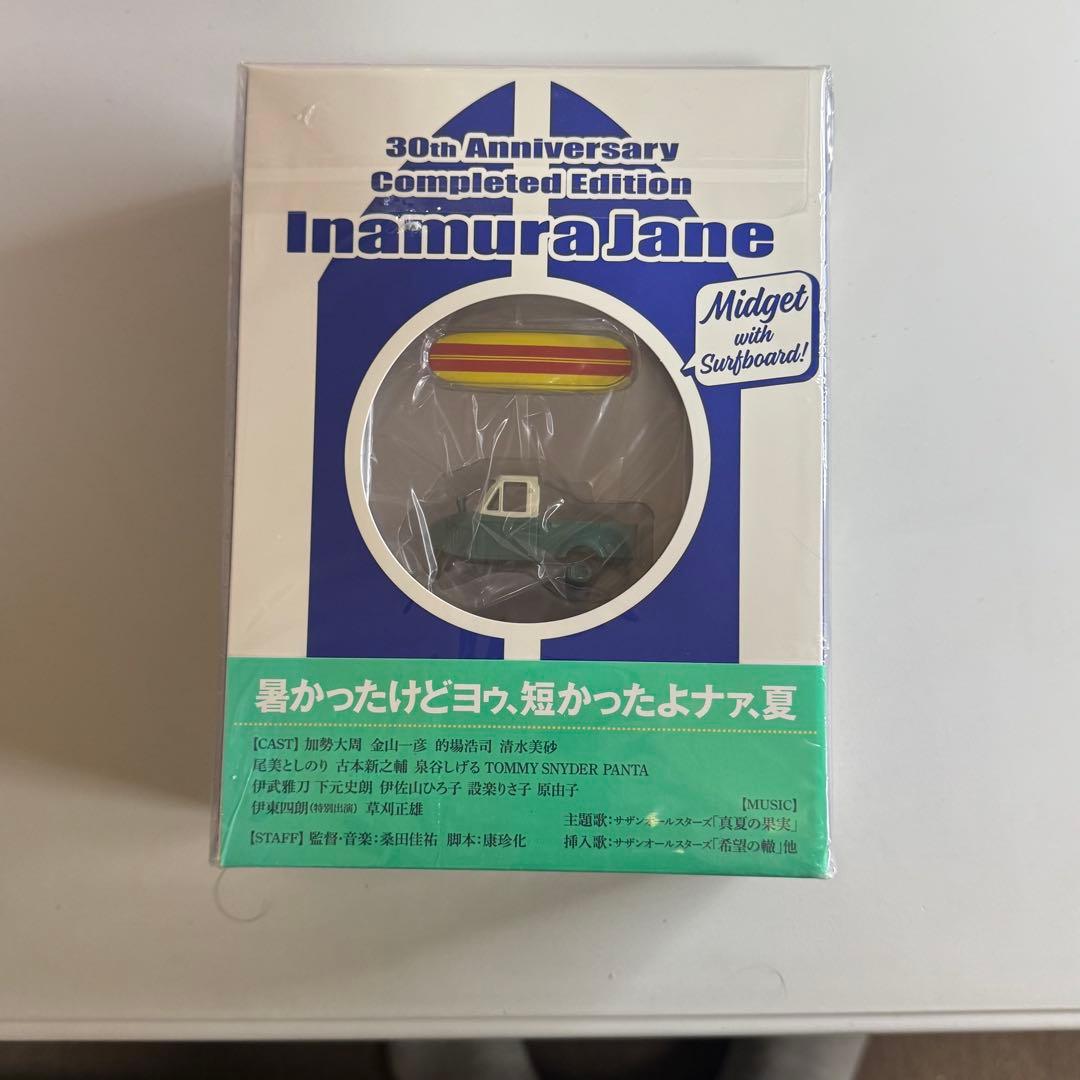 30th Anniversary
Completed Edition
Inamura Jane
Midget
with
Surfboard!
暑かったけどヨゥ、短かったよナァ、夏
【CAST】加勢大周 金山一彦 的場浩司 清水美砂
尾美としのり 古本新之輔 泉谷しげる TOMMY SNYDER PANTA
伊武雅刀 下元史朗 伊佐山ひろ子 設楽りさ子 原由子
伊東四朗(特別出演) 草刈正雄
【STAFF】監督・音楽：桑田佳祐 脚本：康珍化
【MUSIC】
主題歌：サザンオールスターズ「真夏の果実」
挿入歌：サザンオールスターズ「希望の轍」他